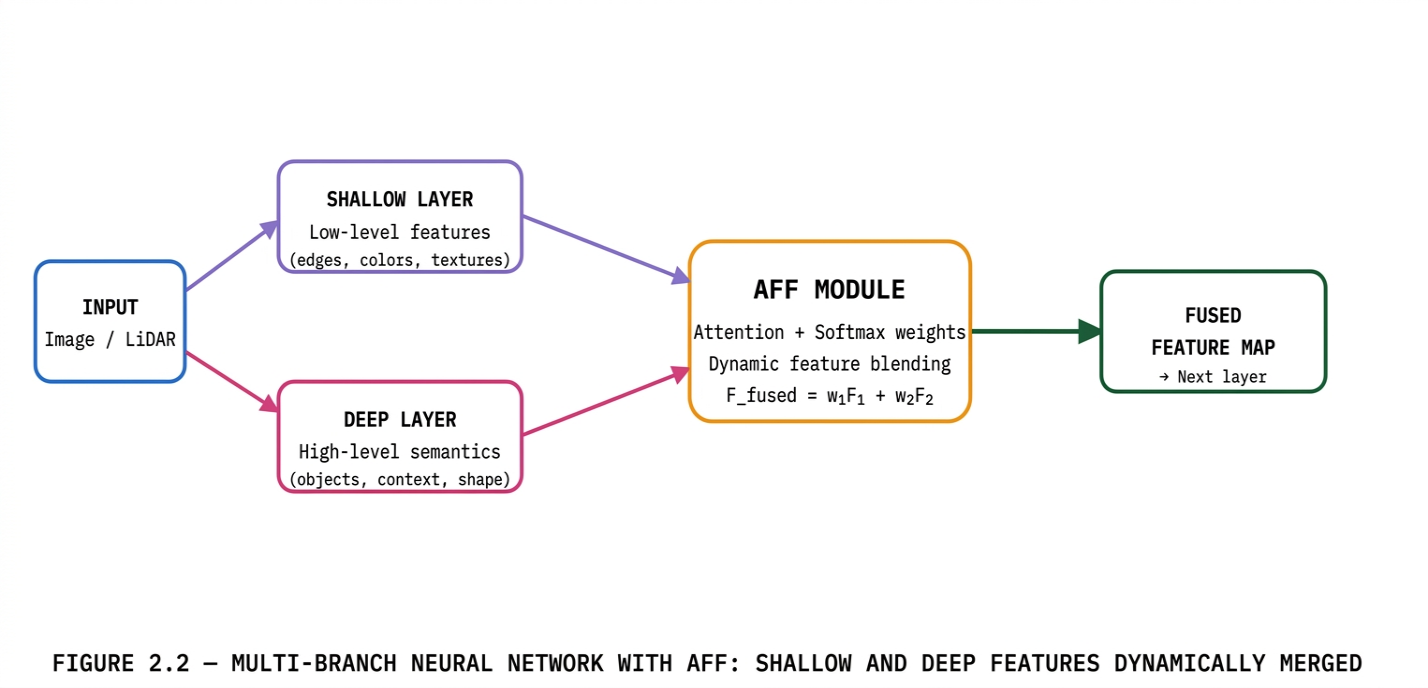 INPUT
Image / LiDAR
SHALLOW LAYER
Low-level features
(edges, colors, textures)
DEEP LAYER
High-level semantics
(objects, context, shape)
AFF MODULE
Attention + Softmax weights
Dynamic feature blending
F_fused = w₁F₁ + w₂F₂
FUSED
FEATURE MAP
→ Next layer
FIGURE 2.2 — MULTI-BRANCH NEURAL NETWORK WITH AFF: SHALLOW AND DEEP FEATURES DYNAMICALLY MERGED